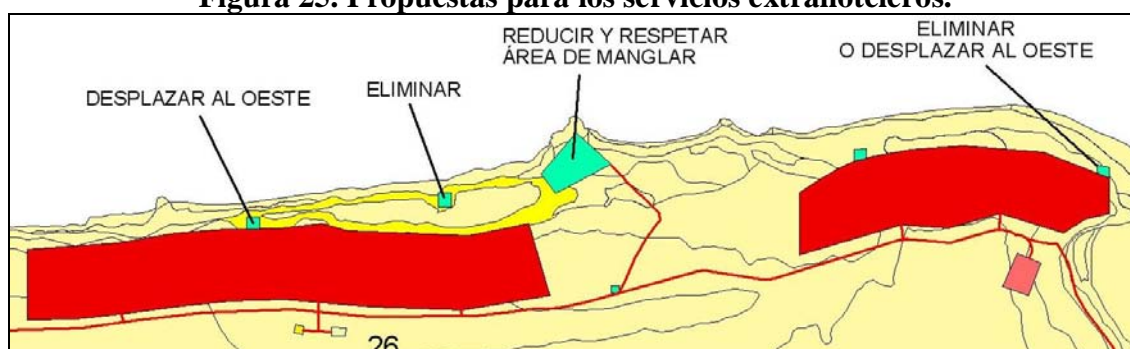 Figura 25. Propuestas para los servicios extrahoteleros.
REDUCIR Y RESPETAR
ÁREA DE MANGLAR
ELIMINAR
O DESPLAZAR AL OESTE
DESPLAZAR AL OESTE
ELIMINAR
26